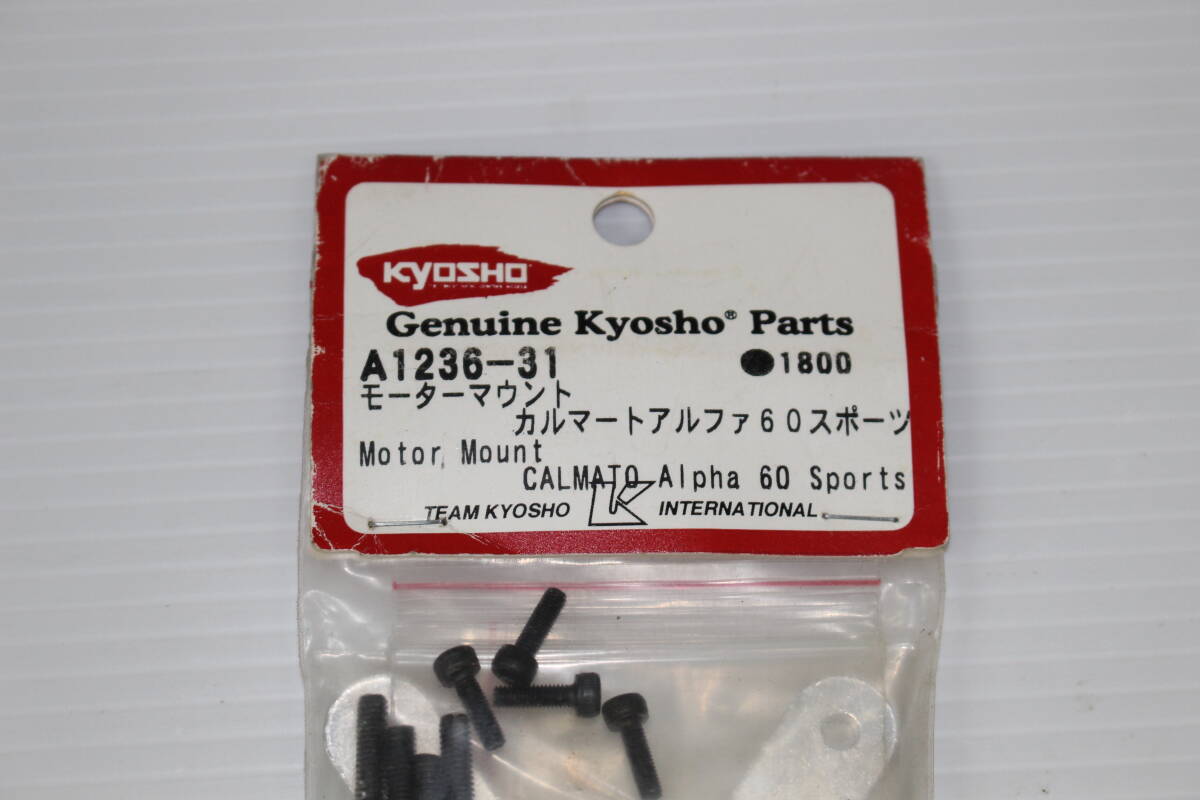 KYOSHO
Genuine Kyosho® Parts
A1236-31 ●1800
モーターマウント
カルマートアルファ60スポーツ
Motor Mount
CALMATO Alpha 60 Sports
TEAM KYOSHO K INTERNATIONAL